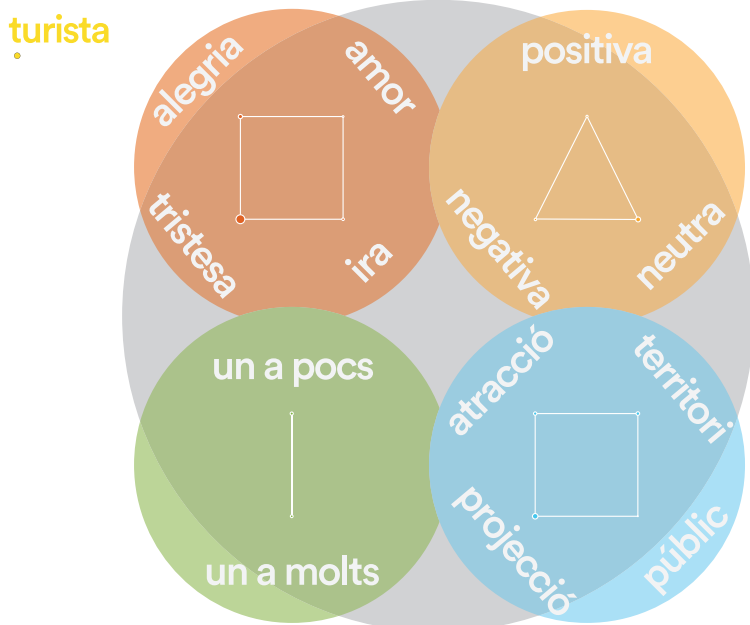 turista
alegria
amor
tristesa
ira
positiva
negativa
neutra
un a pocs
un a molts
atracció
territori
projecció
públic